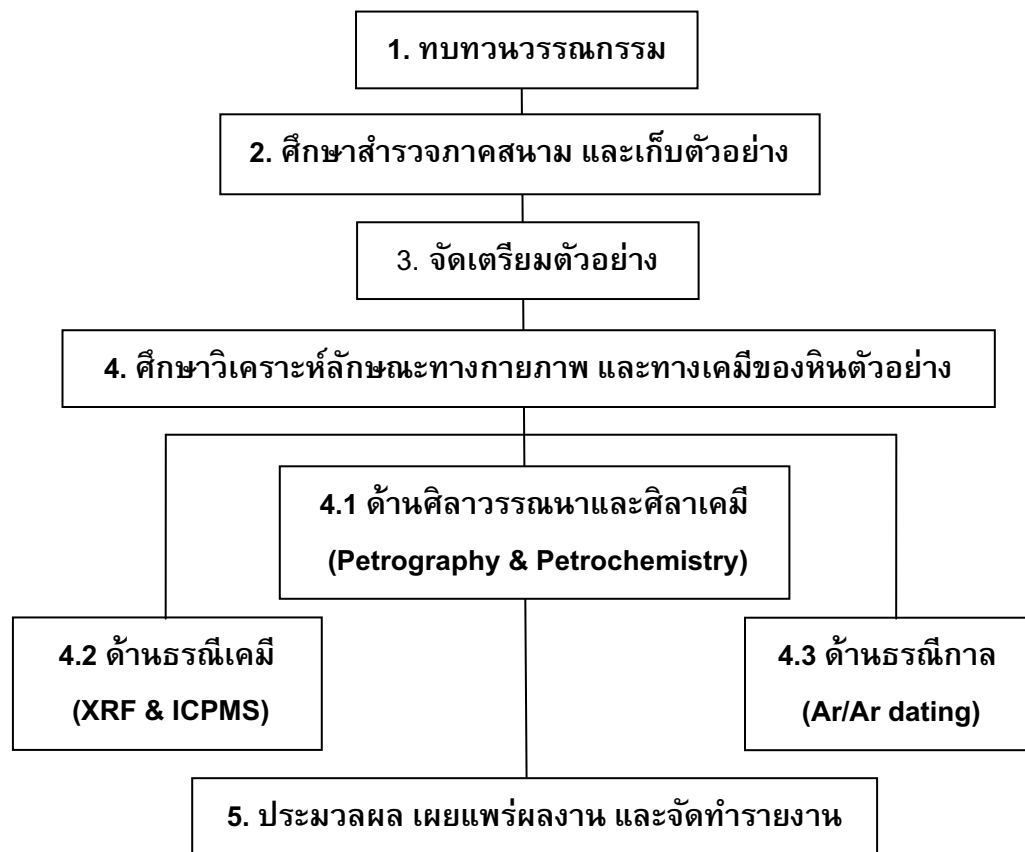 1. ทบทวนวรรณกรรม
2. ศึกษาสำรวจภาคสนาม และเก็บตัวอย่าง
3. จัดเตรียมตัวอย่าง
4. ศึกษาวิเคราะห์ลักษณะทางกายภาพ และทางเคมีของหินตัวอย่าง
4.1 ด้านศิลาวรรณนาและศิลาเคมี
(Petrography & Petrochemistry)
4.2 ด้านธรณีเคมี
(XRF & ICPMS)
4.3 ด้านธรณีกาล
(Ar/Ar dating)
5. ประมวลผล เผยแพร่ผลงาน และจัดทำรายงาน